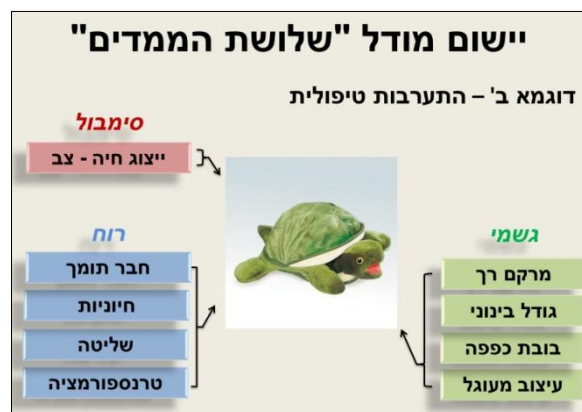 יישום מודל "שלושת הממדים"
דוגמא ב' – התערבות טיפולית
סימבול
ייצוג חיה - צב
גשמי
מרקם רך
גודל בינוני
בובת כפפה
עיצוב מעוגל
רוח
חבר תומך
חיוניות
שליטה
טרנספורמציה